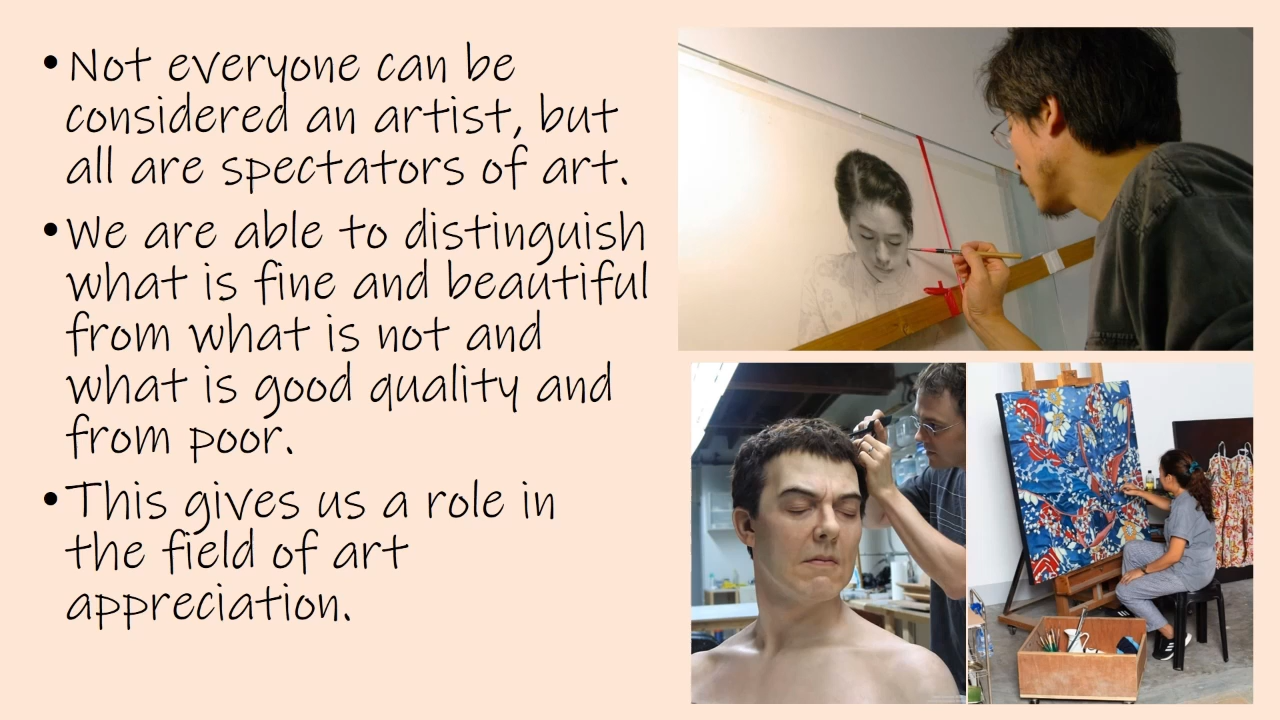 •Not everyone can be
considered an artist, but
all are spectators of art.
•We are able to distinguish
what is fine and beautiful
from what is not and
what is good quality and
from poor.
•This gives us a role in
the field of art
appreciation.